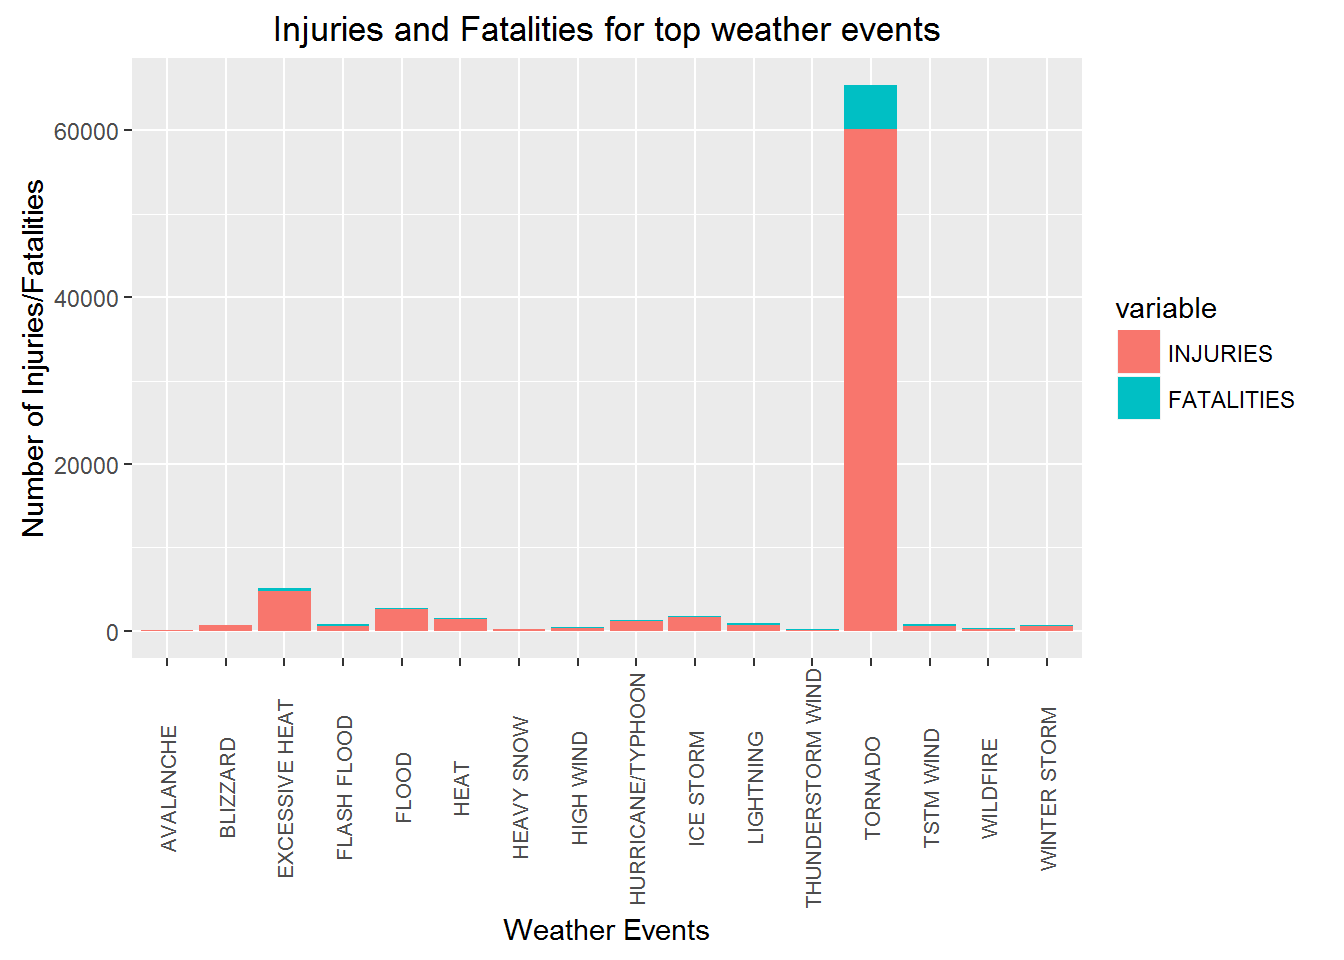 Injuries and Fatalities for top weather events
Number of Injuries/Fatalities
60000
40000
20000
0
variable
INJURIES
FATALITIES
AVALANCHE
BLIZZARD
EXCESSIVE HEAT
FLASH FLOOD
FLOOD
HEAT
HEAVY SNOW
HIGH WIND
HURRICANE/TYPHOON
ICE STORM
LIGHTNING
THUNDERSTORM WIND
TORNADO
TSTM WIND
WILDFIRE
WINTER STORM
Weather Events